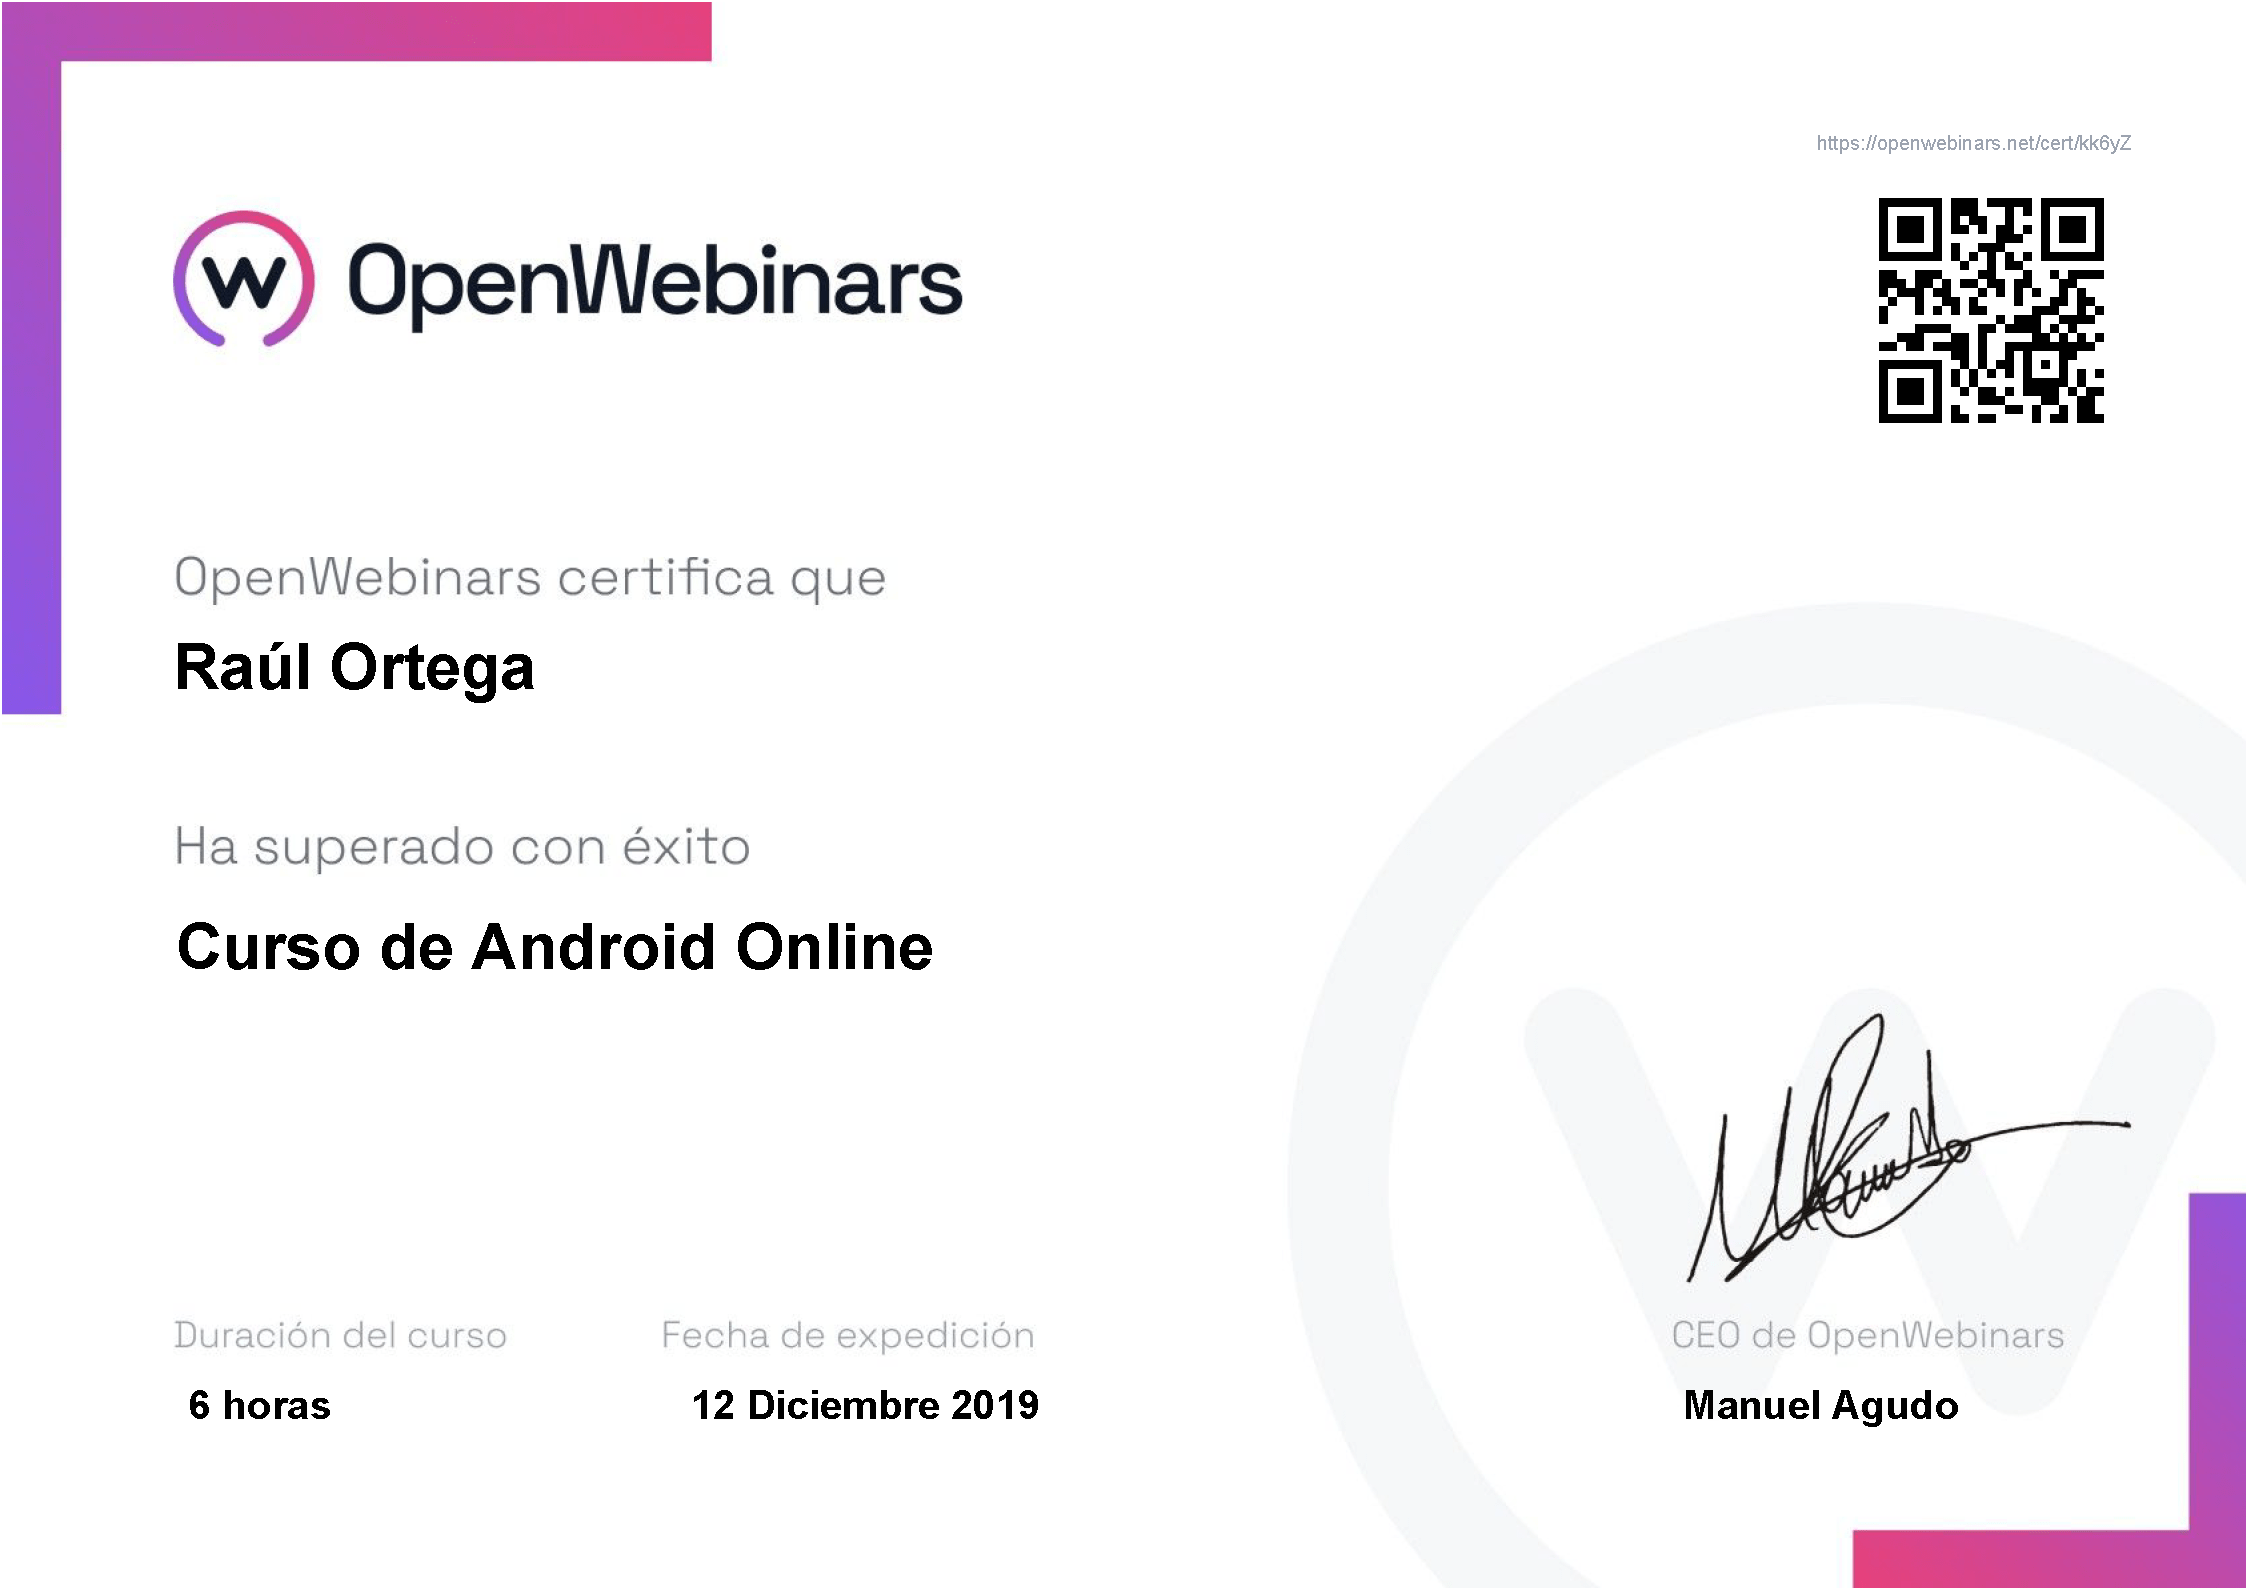 https://openwebinars.net/cert/kk6yZ
W OpenWebinars
OpenWebinars certifica que
Raúl Ortega
Ha superado con éxito
Curso de Android Online
Duración del curso
Fecha de expedición
CEO de OpenWebinars
6 horas
12 Diciembre 2019
Manuel Agudo